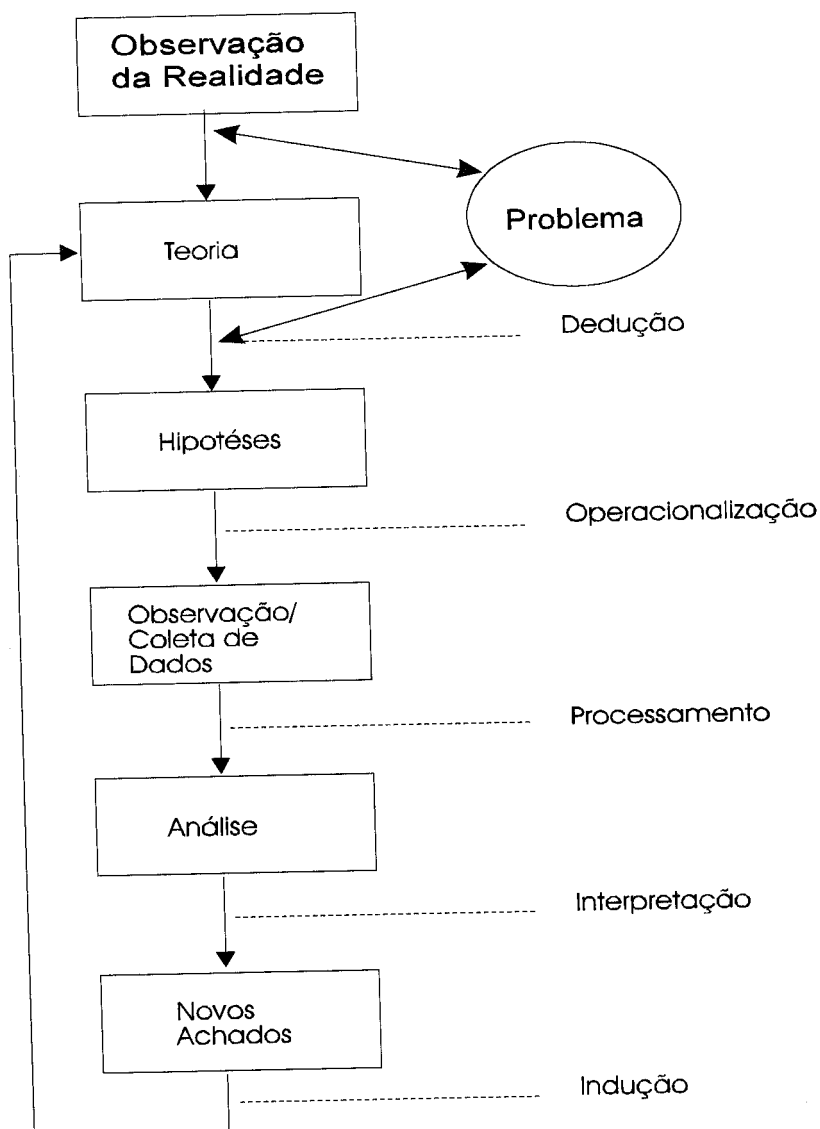 Observação
da Realidade
Problema
Teoria
Dedução
Hipotéses
Operacionalização
Observação/
Coleta de
Dados
Processamento
Análise
Interpretação
Novos
Achados
Indução